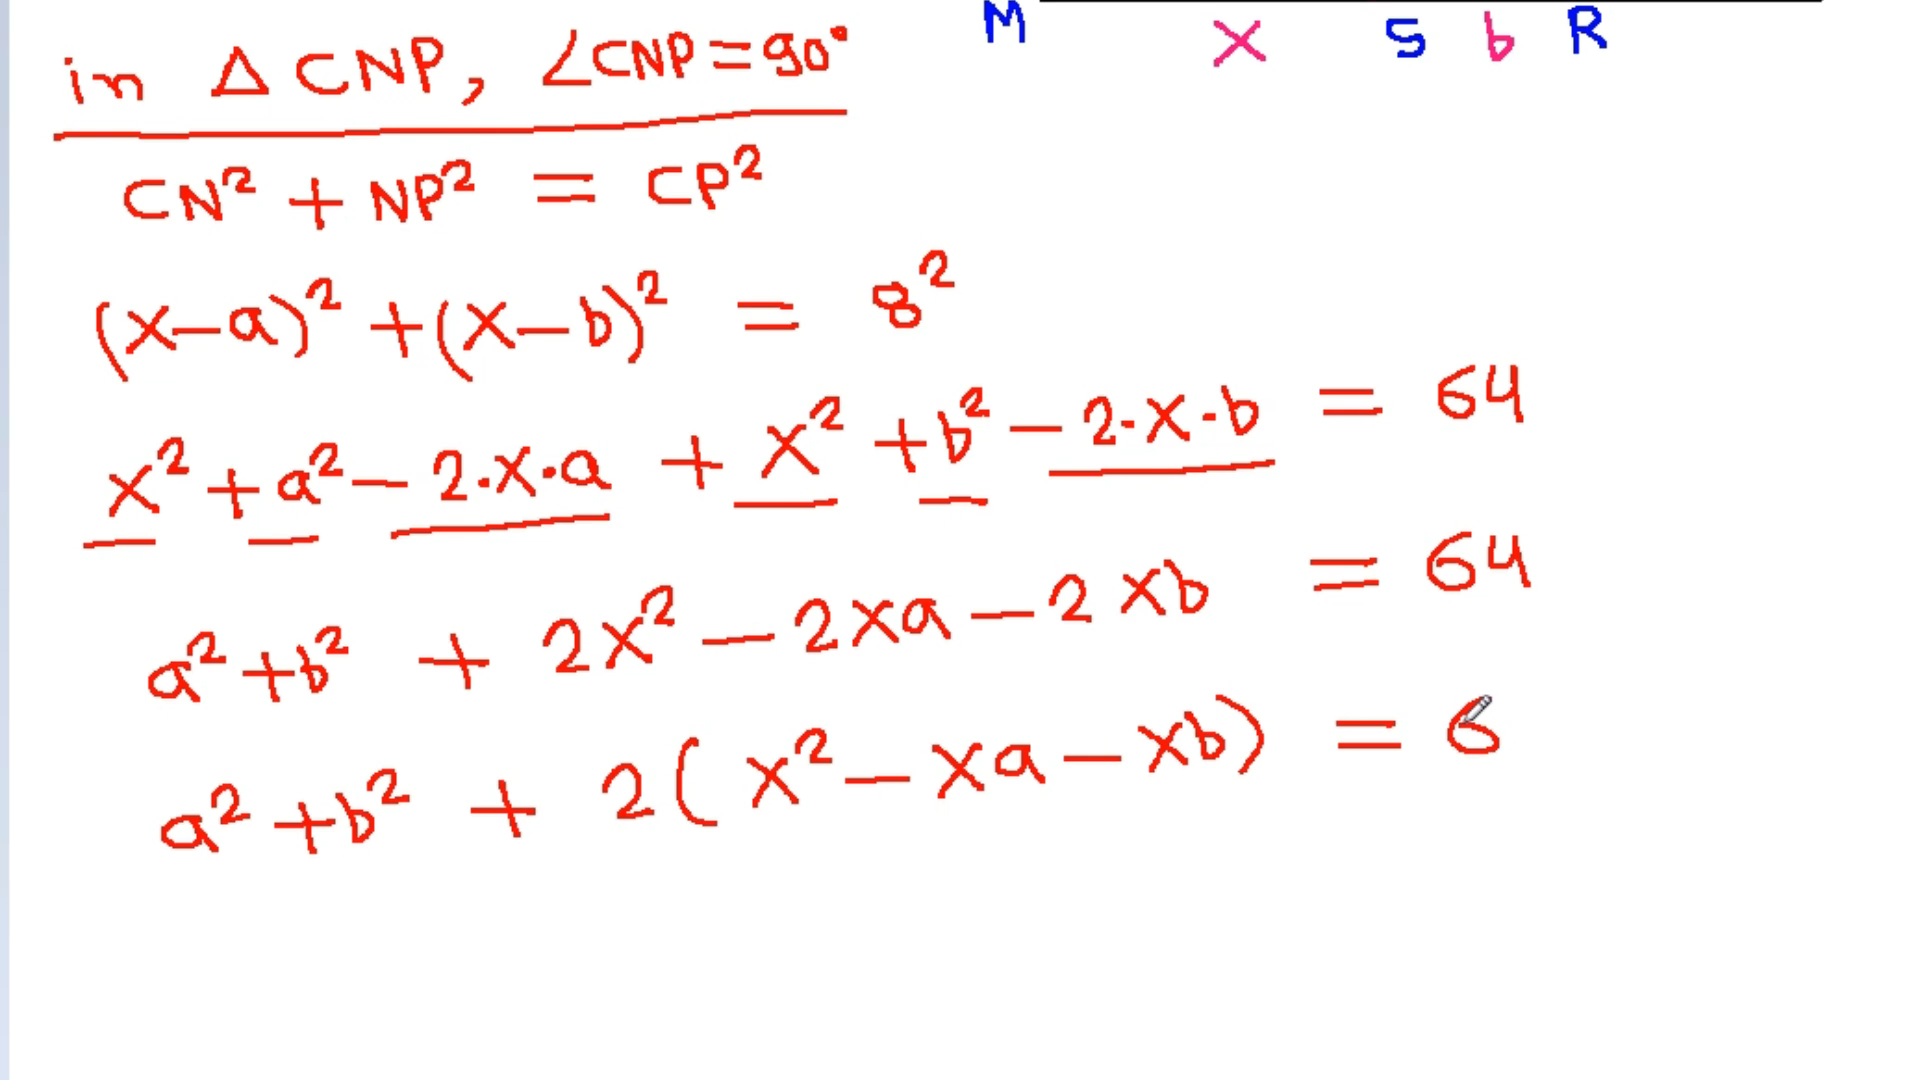 M X S b R
in △ CNP, ∠CNP = 90°
CN² + NP² = CP²
(x-a)² + (x-b)² = 8²
x² + a² - 2·x·a + x² + b² - 2·x·b = 64
a² + b² + 2x² - 2xa - 2xb = 64
a² + b² + 2(x² - xa - xb) = 6